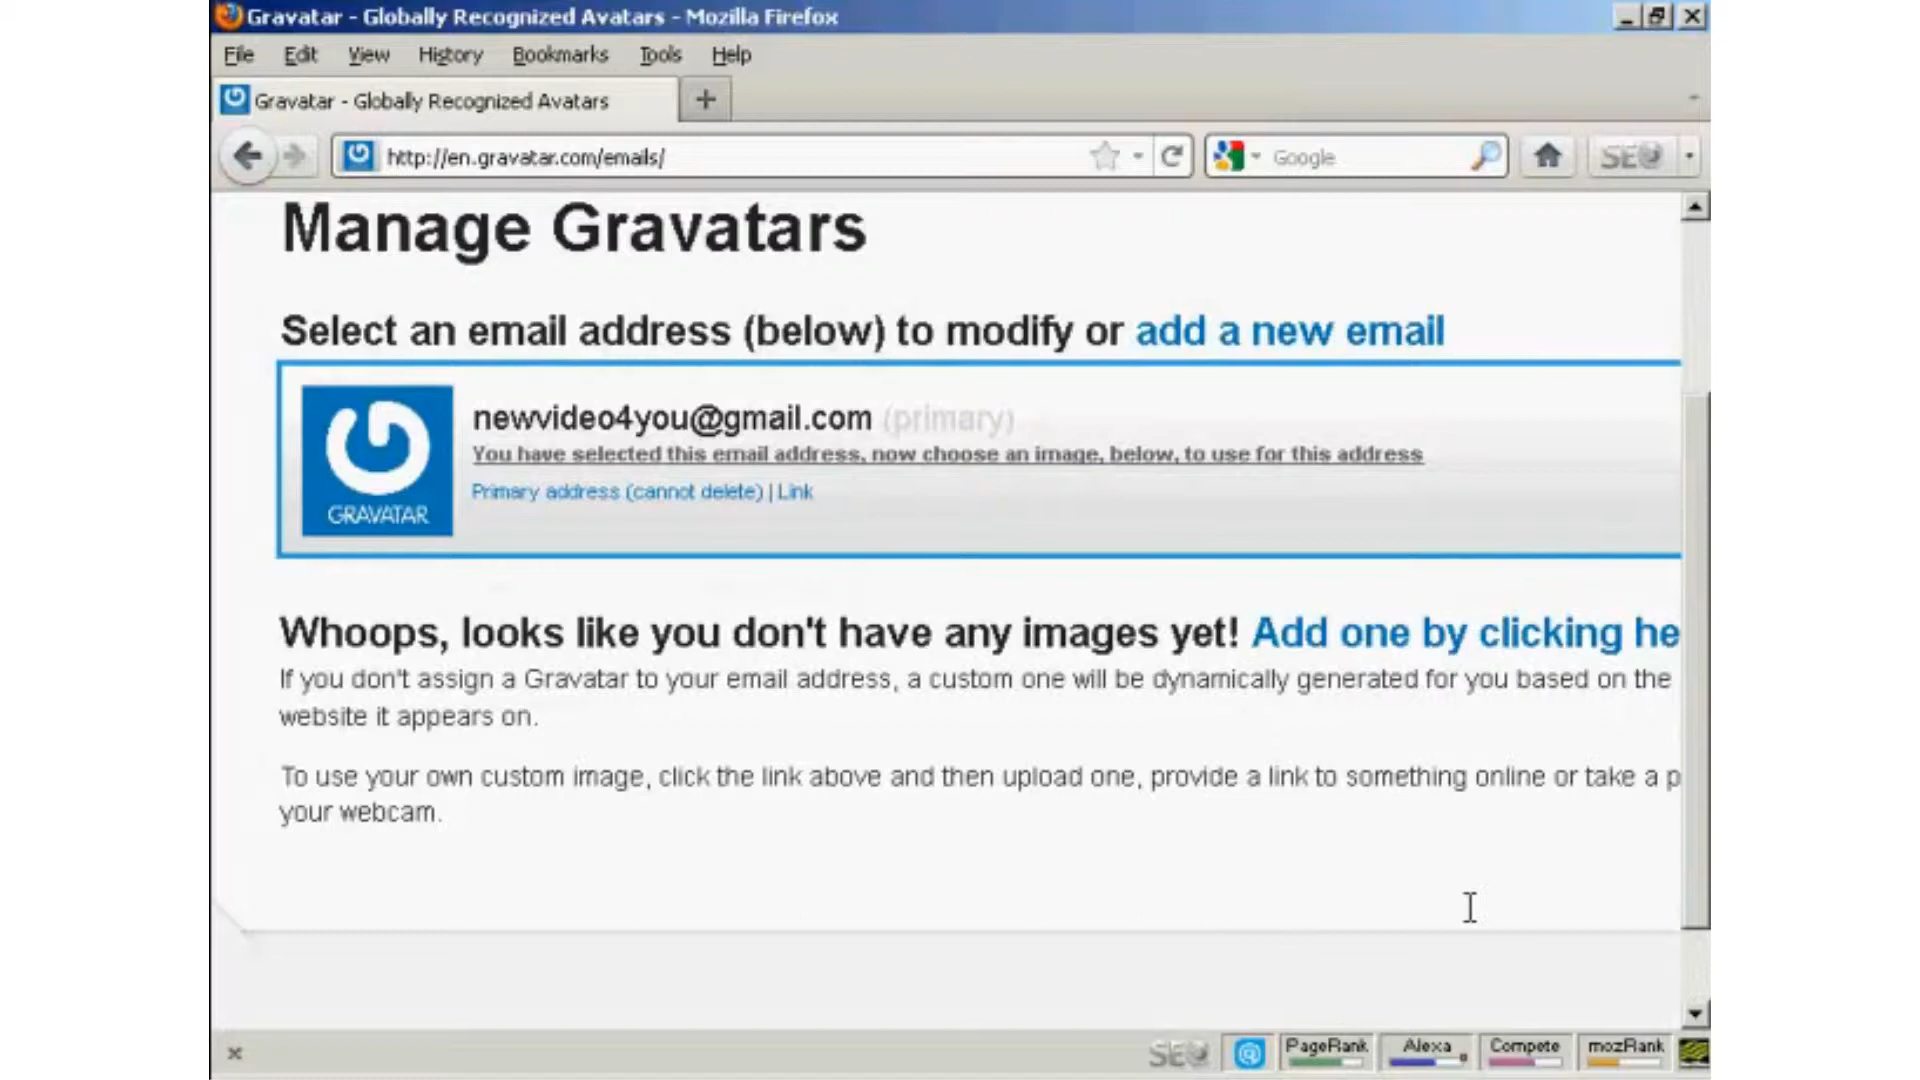 Gravatar - Globally Recognized Avatars - Mozilla Firefox
File Edit View History Bookmarks Tools Help
Gravatar - Globally Recognized Avatars
http://en.gravatar.com/emails/ Google SEO
Manage Gravatars
Select an email address (below) to modify or add a new email
GRAVATAR
newvideo4you@gmail.com (primary)
You have selected this email address, now choose an image, below, to use for this address
Primary address (cannot delete) | Link
Whoops, looks like you don't have any images yet! Add one by clicking he
If you don't assign a Gravatar to your email address, a custom one will be dynamically generated for you based on the
website it appears on.
To use your own custom image, click the link above and then upload one, provide a link to something online or take a p
your webcam.
SEO PageRank Alexa Compete mozRank